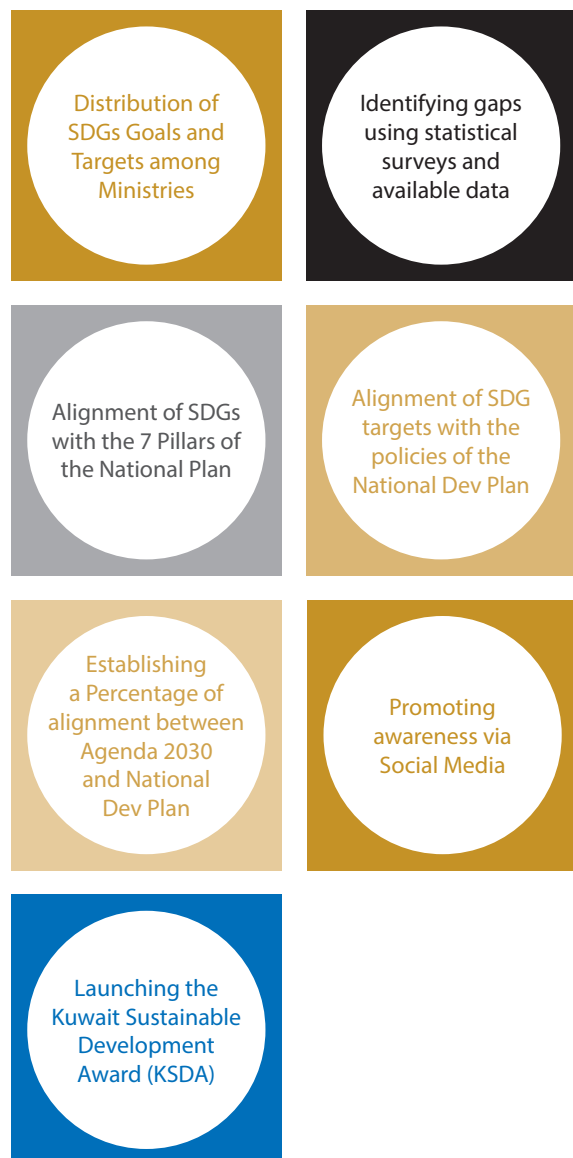 Distribution of
SDGs Goals and
Targets among
Ministries
Identifying gaps
using statistical
surveys and
available data
Alignment of SDGs
with the 7 Pillars of
the National Plan
Alignment of SDG
targets with the
policies of the
National Dev Plan
Establishing
a Percentage of
alignment between
Agenda 2030
and National
Dev Plan
Promoting
awareness via
Social Media
Launching the
Kuwait Sustainable
Development
Award (KSDA)